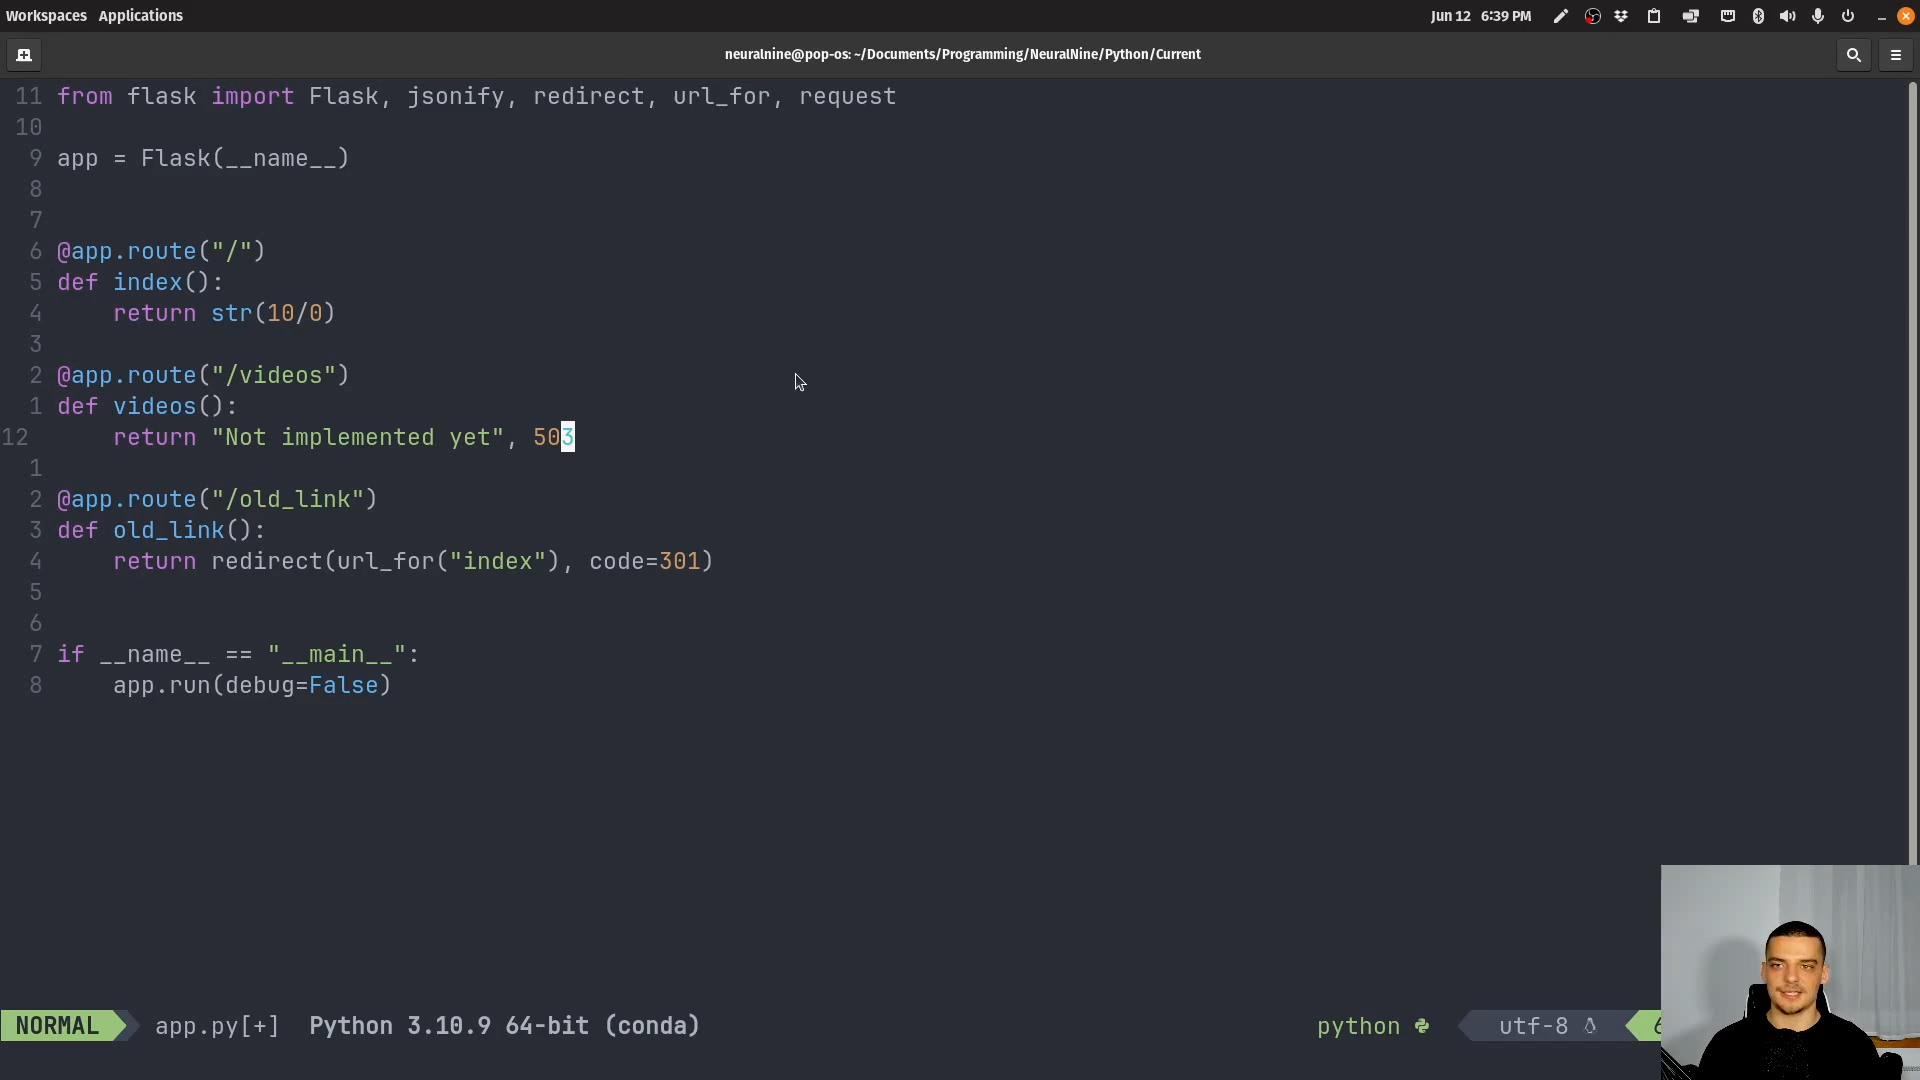 Workspaces Applications
Jun 12 6:39 PM
neuralnine@pop-os: ~/Documents/Programming/NeuralNine/Python/Current
11 from flask import Flask, jsonify, redirect, url_for, request
10
9 app = Flask(__name__)
8
7
6 @app.route("/")
5 def index():
4     return str(10/0)
3
2 @app.route("/videos")
1 def videos():
12     return "Not implemented yet", 503
1
2 @app.route("/old_link")
3 def old_link():
4     return redirect(url_for("index"), code=301)
5
6
7 if __name__ == "__main__":
8     app.run(debug=False)
NORMAL app.py[+] Python 3.10.9 64-bit (conda) python utf-8